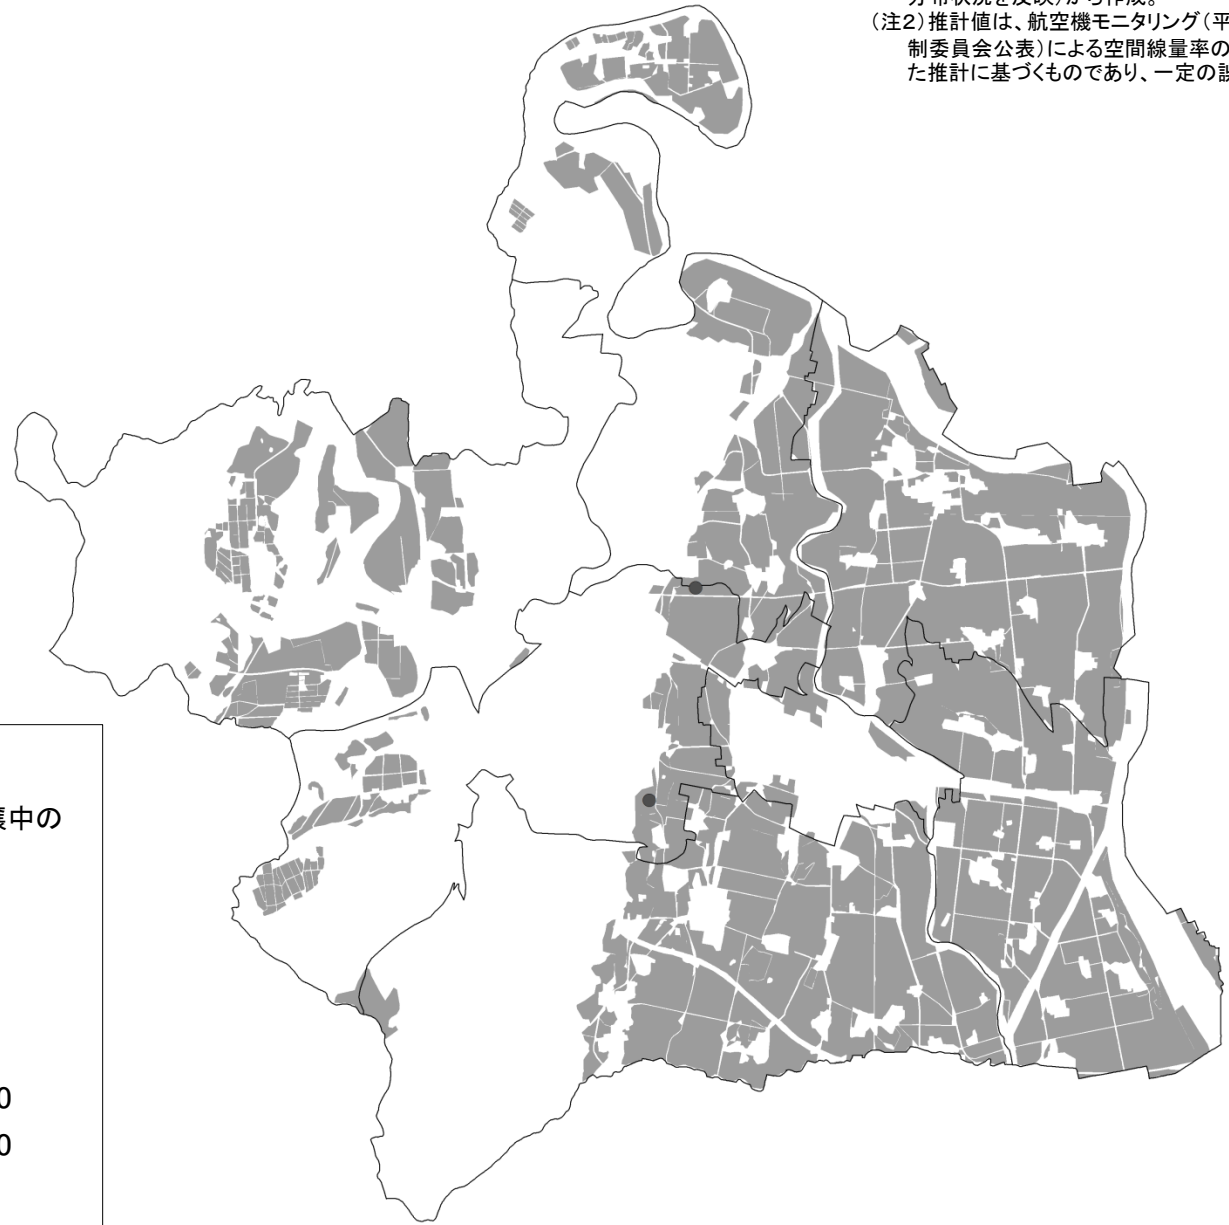 分布状況を反映)から作成。
(注2)推計値は、航空機モニタリング(平
制委員会公表)による空間線量率の
た推計に基づくものであり、一定の誤
中の
0
0